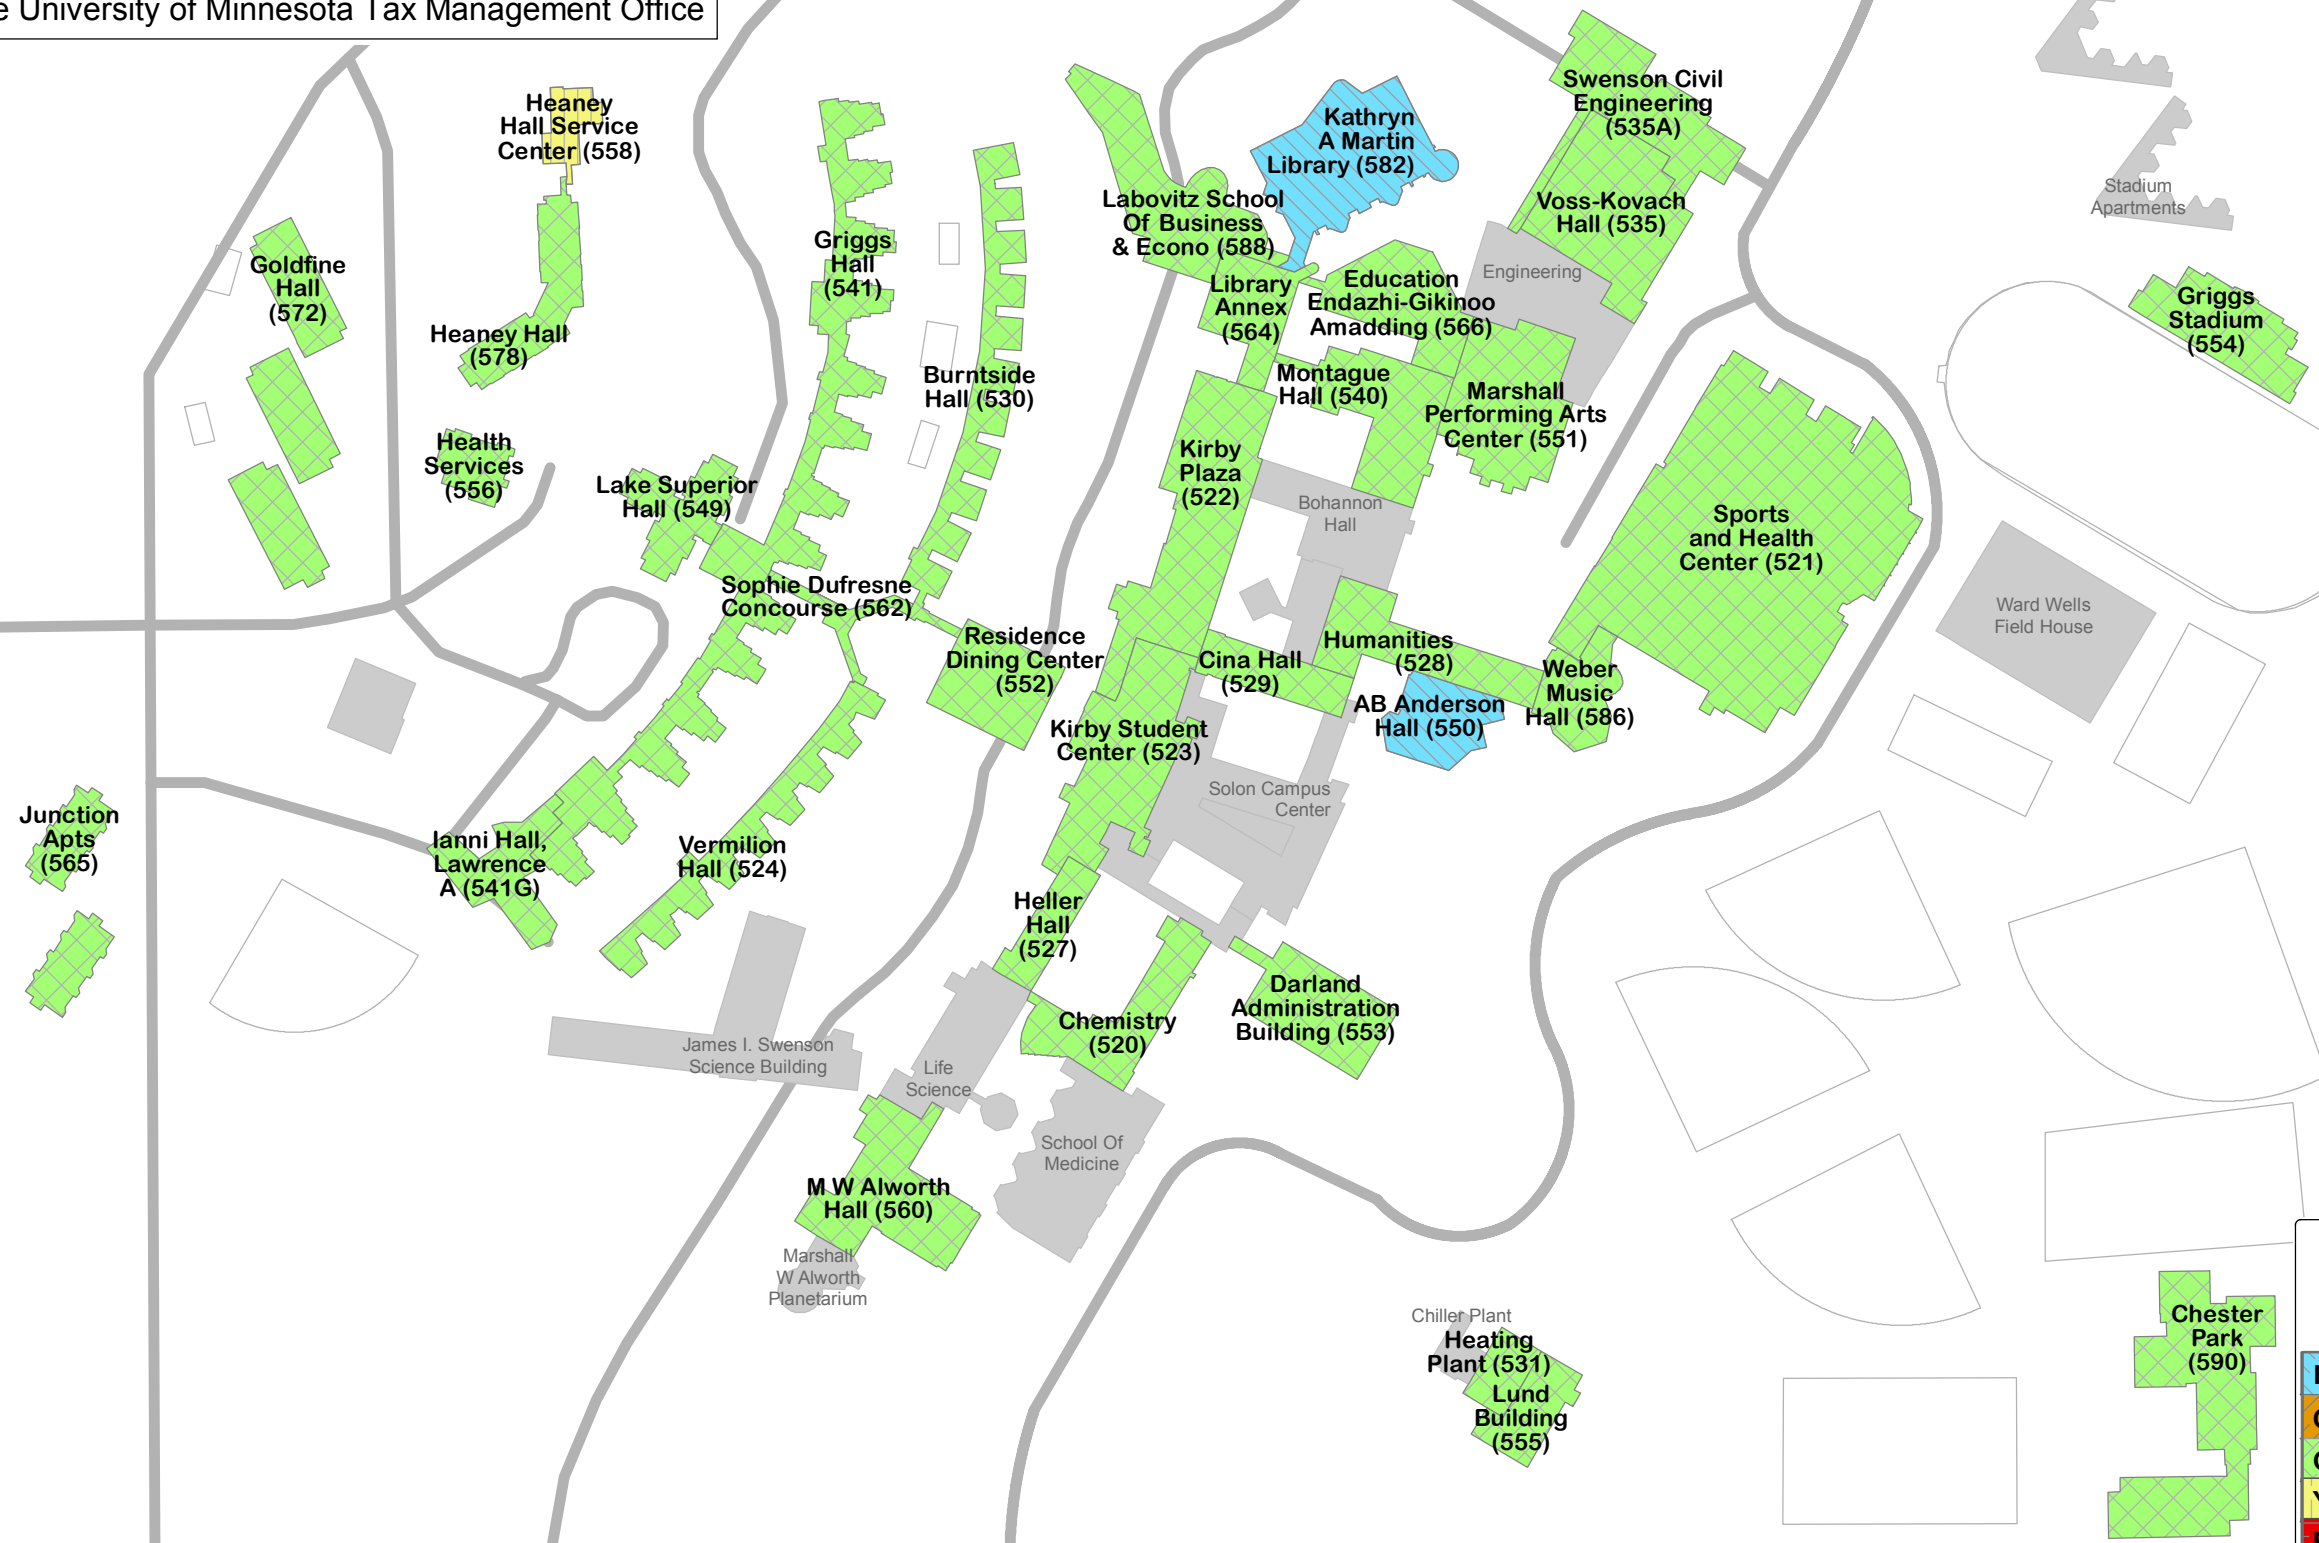 e University of Minnesota Tax Management Office
Heaney
Hall Service
Center (558)
Swenson Civil
Engineering
(535A)
Kathryn
A Martin
Library (582)
Stadium
Apartments
Labovitz School
Of Business
& Econo (588)
Voss-Kovach
Hall (535)
Griggs
Hall
(541)
Goldfine
Hall
(572)
Engineering
Library
Annex
(564)
Education
Endazhi-Gikinoo
Amadding (566)
Griggs
Stadium
(554)
Heaney Hall
(578)
Burntside
Hall (530)
Montague
Hall (540)
Marshall
Performing Arts
Center (551)
Health
Services
(556)
Kirby
Plaza
(522)
Lake Superior
Hall (549)
Bohannon
Hall
Sports
and Health
Center (521)
Sophie Dufresne
Concourse (562)
Ward Wells
Field House
Residence
Dining Center
(552)
Cina Hall
(529)
Humanities
(528)
Weber
Music
Hall (586)
AB Anderson
Hall (550)
Kirby Student
Center (523)
Solon Campus
Center
Junction
Apts
(565)
Ianni Hall,
Lawrence
A (541G)
Vermilion
Hall (524)
Heller
Hall
(527)
Darland
Administration
Building (553)
Chemistry
(520)
James I. Swenson
Science Building
Life
Science
School Of
Medicine
M W Alworth
Hall (560)
Marshall
W Alworth
Planetarium
Chiller Plant
Heating
Plant (531)
Lund
Building
(555)
Chester
Park
(590)